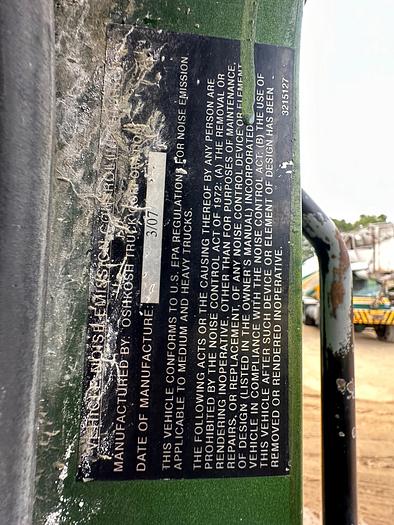 VEHICLE NOISE EMISSION CONTROL
MANUFACTURED BY: OSHKOSH TRUCK
DATE OF MANUFACTURE: 3/07
THIS VEHICLE CONFORMS TO U.S. EPA REGULATIONS FOR NOISE EMISSION
APPLICABLE TO MEDIUM AND HEAVY TRUCKS.
THE FOLLOWING ACTS OR THE CAUSING THEREOF BY ANY PERSON ARE
PROHIBITED BY THE NOISE CONTROL ACT OF 1972: (A) THE REMOVAL OR
RENDERING INOPERATIVE, OTHER THAN FOR PURPOSES OF MAINTENANCE,
REPAIRS, OR REPLACEMENT, OF ANY NOISE CONTROL DEVICE OR ELEMENT
OF DESIGN (LISTED IN THE OWNER'S MANUAL) INCORPORATED
VEHICLE IN COMPLIANCE WITH THE NOISE CONTROL ACT. (B) THE USE OF
THIS VEHICLE AFTER SUCH DEVICE OR ELEMENT OF DESIGN HAS BEEN
REMOVED OR RENDERED INOPERATIVE.
3215127